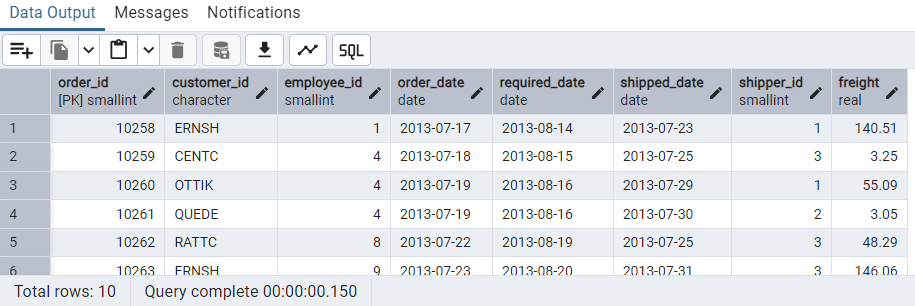 Data Output Messages Notifications
SQL
order_id customer_id employee_id order_date required_date shipped_date shipper_id freight
[PK] smallint character smallint date date date smallint real
1 10258 ERNSH 1 2013-07-17 2013-08-14 2013-07-23 1 140.51
2 10259 CENTC 4 2013-07-18 2013-08-15 2013-07-25 3 3.25
3 10260 OTTIK 4 2013-07-19 2013-08-16 2013-07-29 1 55.09
4 10261 QUEDE 4 2013-07-19 2013-08-16 2013-07-30 2 3.05
5 10262 RATTC 8 2013-07-22 2013-08-19 2013-07-25 3 48.29
6 10263 ERNSH 9 2013-07-23 2013-08-20 2013-07-31 3 146.06
Total rows: 10 Query complete 00:00:00.150